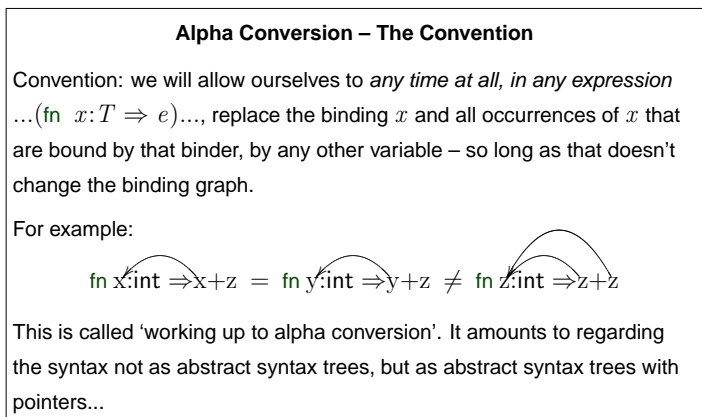 Alpha Conversion – The Convention
Convention: we will allow ourselves to any time at all, in any expression
...(fn x:T ⇒ e)..., replace the binding x and all occurrences of x that
are bound by that binder, by any other variable – so long as that doesn't
change the binding graph.
For example:
fn x:int ⇒x+z = fn y:int ⇒y+z ≠ fn z:int ⇒z+z
This is called ‘working up to alpha conversion’. It amounts to regarding
the syntax not as abstract syntax trees, but as abstract syntax trees with
pointers...